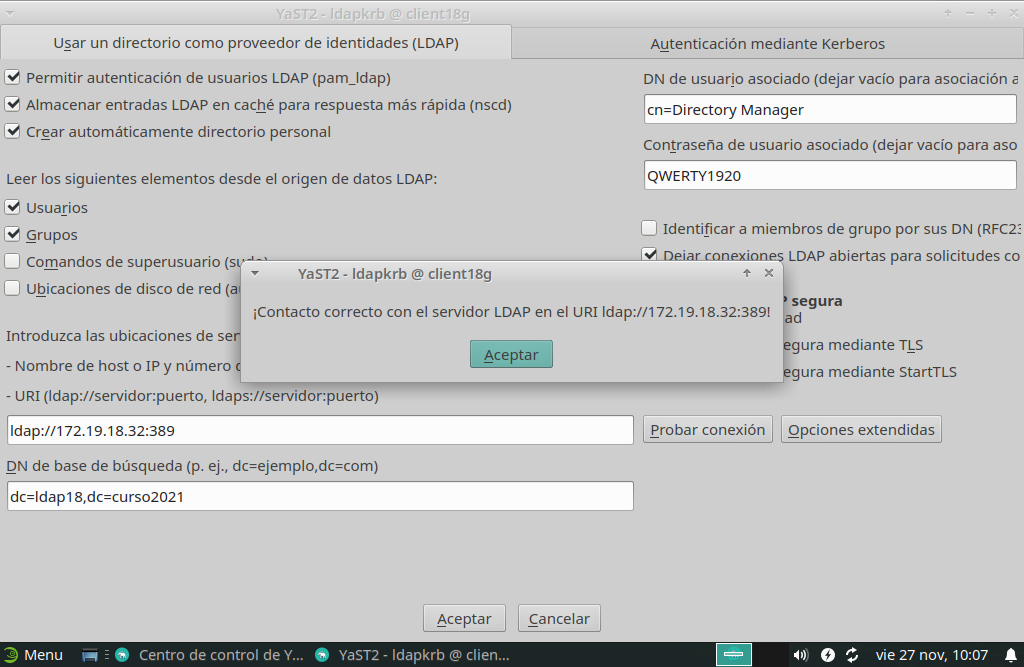 YaST2 - ldapkrb @ client18g
Usar un directorio como proveedor de identidades (LDAP)
Autenticación mediante Kerberos
Permitir autenticación de usuarios LDAP (pam_ldap)
Almacenar entradas LDAP en caché para respuesta más rápida (nscd)
Crear automáticamente directorio personal
Leer los siguientes elementos desde el origen de datos LDAP:
Usuarios
Grupos
Comandos de superusuario (sudo)
Ubicaciones de disco de red (au
Introduzca las ubicaciones de ser
- Nombre de host o IP y número d
- URI (ldap://servidor:puerto, ldaps://servidor:puerto)
ldap://172.19.18.32:389
DN de base de búsqueda (p. ej., dc=ejemplo,dc=com)
dc=ldap18,dc=curso2021
DN de usuario asociado (dejar vacío para asociación a
cn=Directory Manager
Contraseña de usuario asociado (dejar vacío para aso
QWERTY1920
Identificar a miembros de grupo por sus DN (RFC23
Dejar conexiones LDAP abiertas para solicitudes co
P segura
ad
egura mediante TLS
egura mediante StartTLS
Probar conexión
Opciones extendidas
YaST2 - ldapkrb @ client18g
¡Contacto correcto con el servidor LDAP en el URI ldap://172.19.18.32:389!
Aceptar
Aceptar
Cancelar
Menu
Centro de control de Y...
YaST2 - ldapkrb @ clien...
vie 27 nov, 10:07